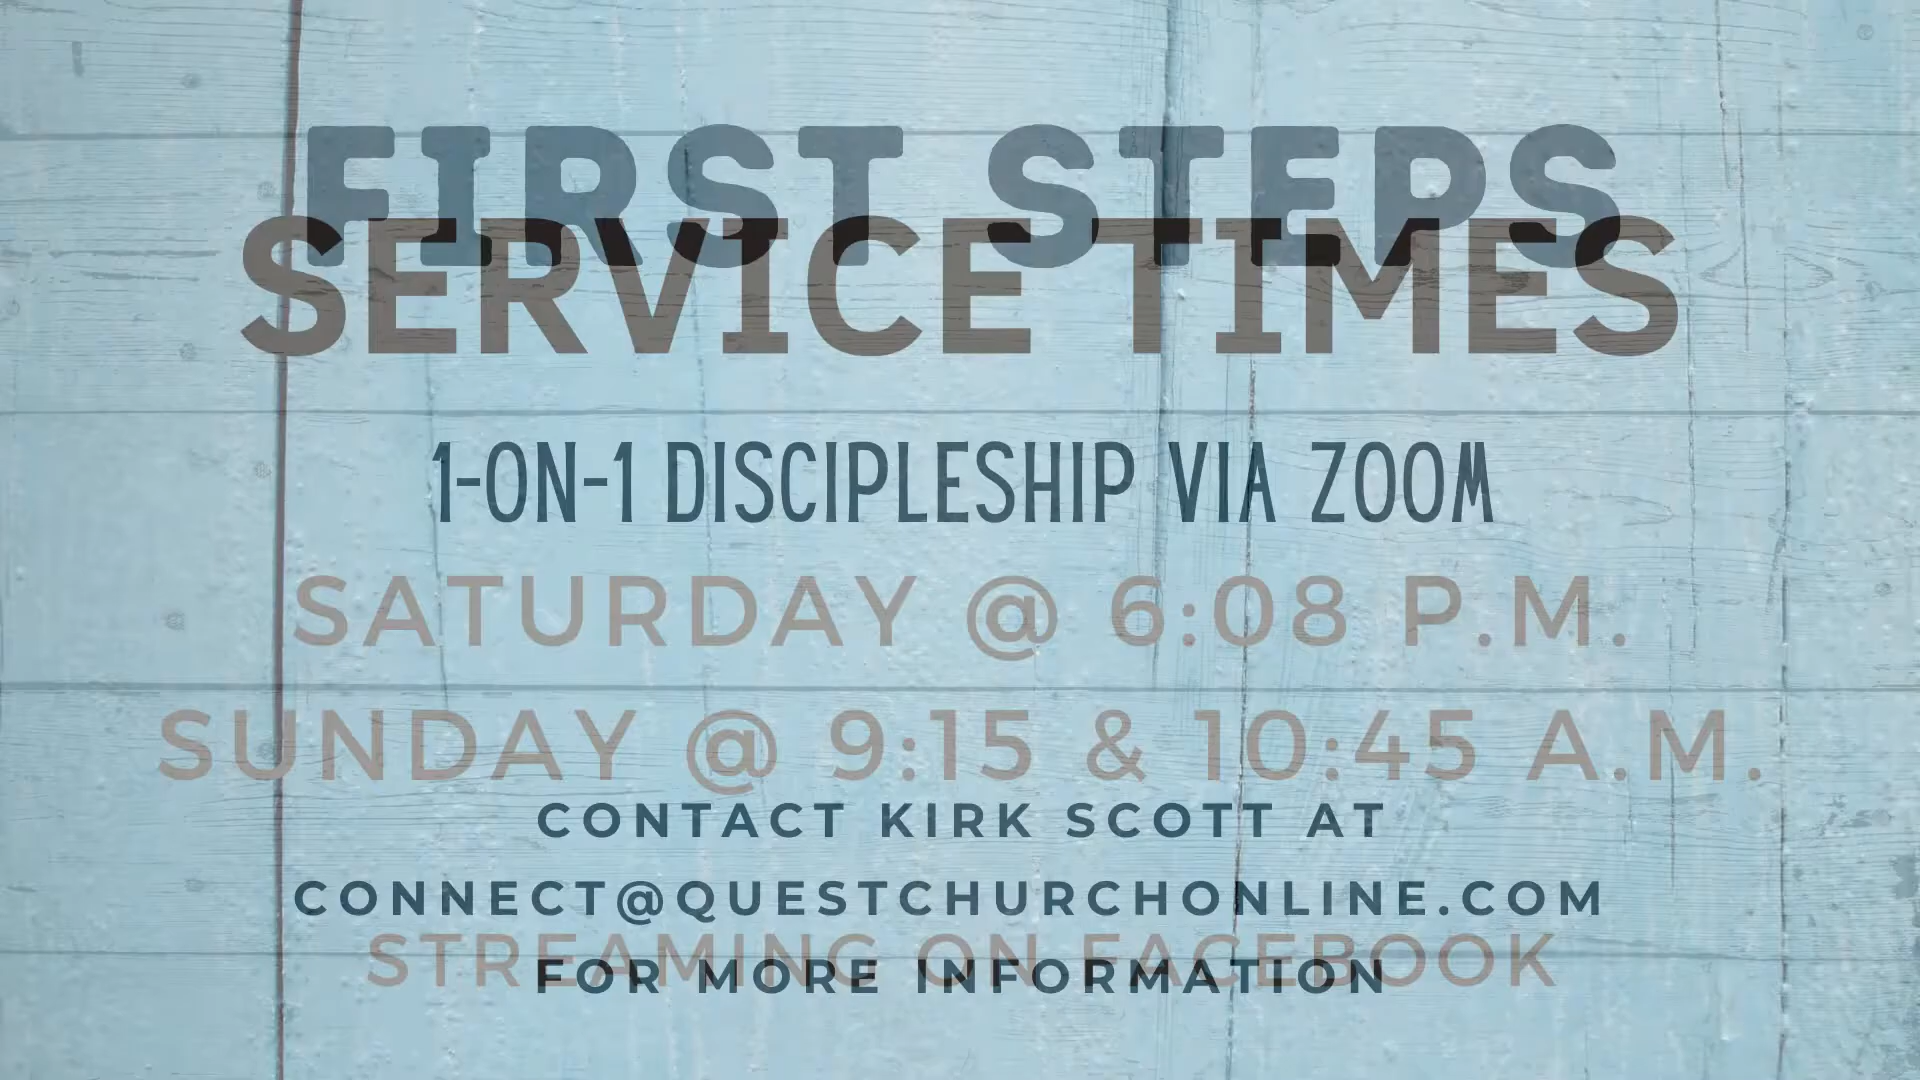 FIRST STEPS
SERVICE TIMES
1-ON-1 DISCIPLESHIP VIA ZOOM
SATURDAY @ 6:08 P.M.
SUNDAY @ 9:15 & 10:45 A.M.
CONTACT KIRK SCOTT AT
CONNECT@QUESTCHURCHONLINE.COM
STREAMING ON FACEBOOK
FOR MORE INFORMATION